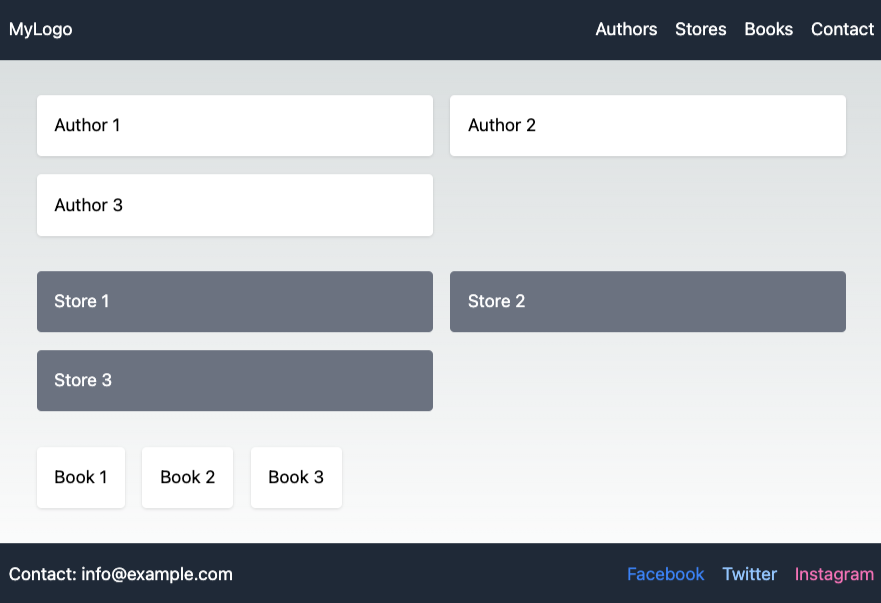 MyLogo Authors Stores Books Contact
Author 1 Author 2
Author 3
Store 1 Store 2
Store 3
Book 1 Book 2 Book 3
Contact: info@example.com Facebook Twitter Instagram